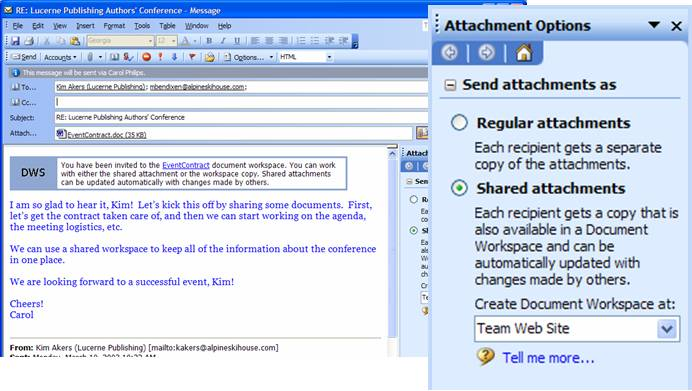 RE: Lucerne Publishing Authors' Conference - Message
File Edit View Insert Format Tools Table Window Help
Georgia 12 A B I U
Send Accounts Options... HTML
This message will be sent via Carol Philips.
To... Kim Akers (Lucerne Publishing); mbendixen@alpineskihouse.com;
Cc...
Subject: RE: Lucerne Publishing Authors' Conference
Attach... EventContract.doc (35 KB)
DWS
You have been invited to the EventContract document workspace. You can work
with either the shared attachment or the workspace copy. Shared attachments
can be updated automatically with changes made by others.
I am so glad to hear it, Kim! Let's kick this off by sharing some documents. First,
let's get the contract taken care of, and then we can start working on the agenda,
the meeting logistics, etc.
We can use a shared workspace to keep all of the information about the conference
in one place.
We are looking forward to a successful event, Kim!
Cheers!
Carol
From: Kim Akers (Lucerne Publishing) [mailto:kakers@alpineskihouse.com]
Attachment Options
Send attachments as
Regular attachments
Each recipient gets a separate
copy of the attachments.
Shared attachments
Each recipient gets a copy that is
also available in a Document
Workspace and can be
automatically updated with
changes made by others.
Create Document Workspace at:
Team Web Site
Tell me more...